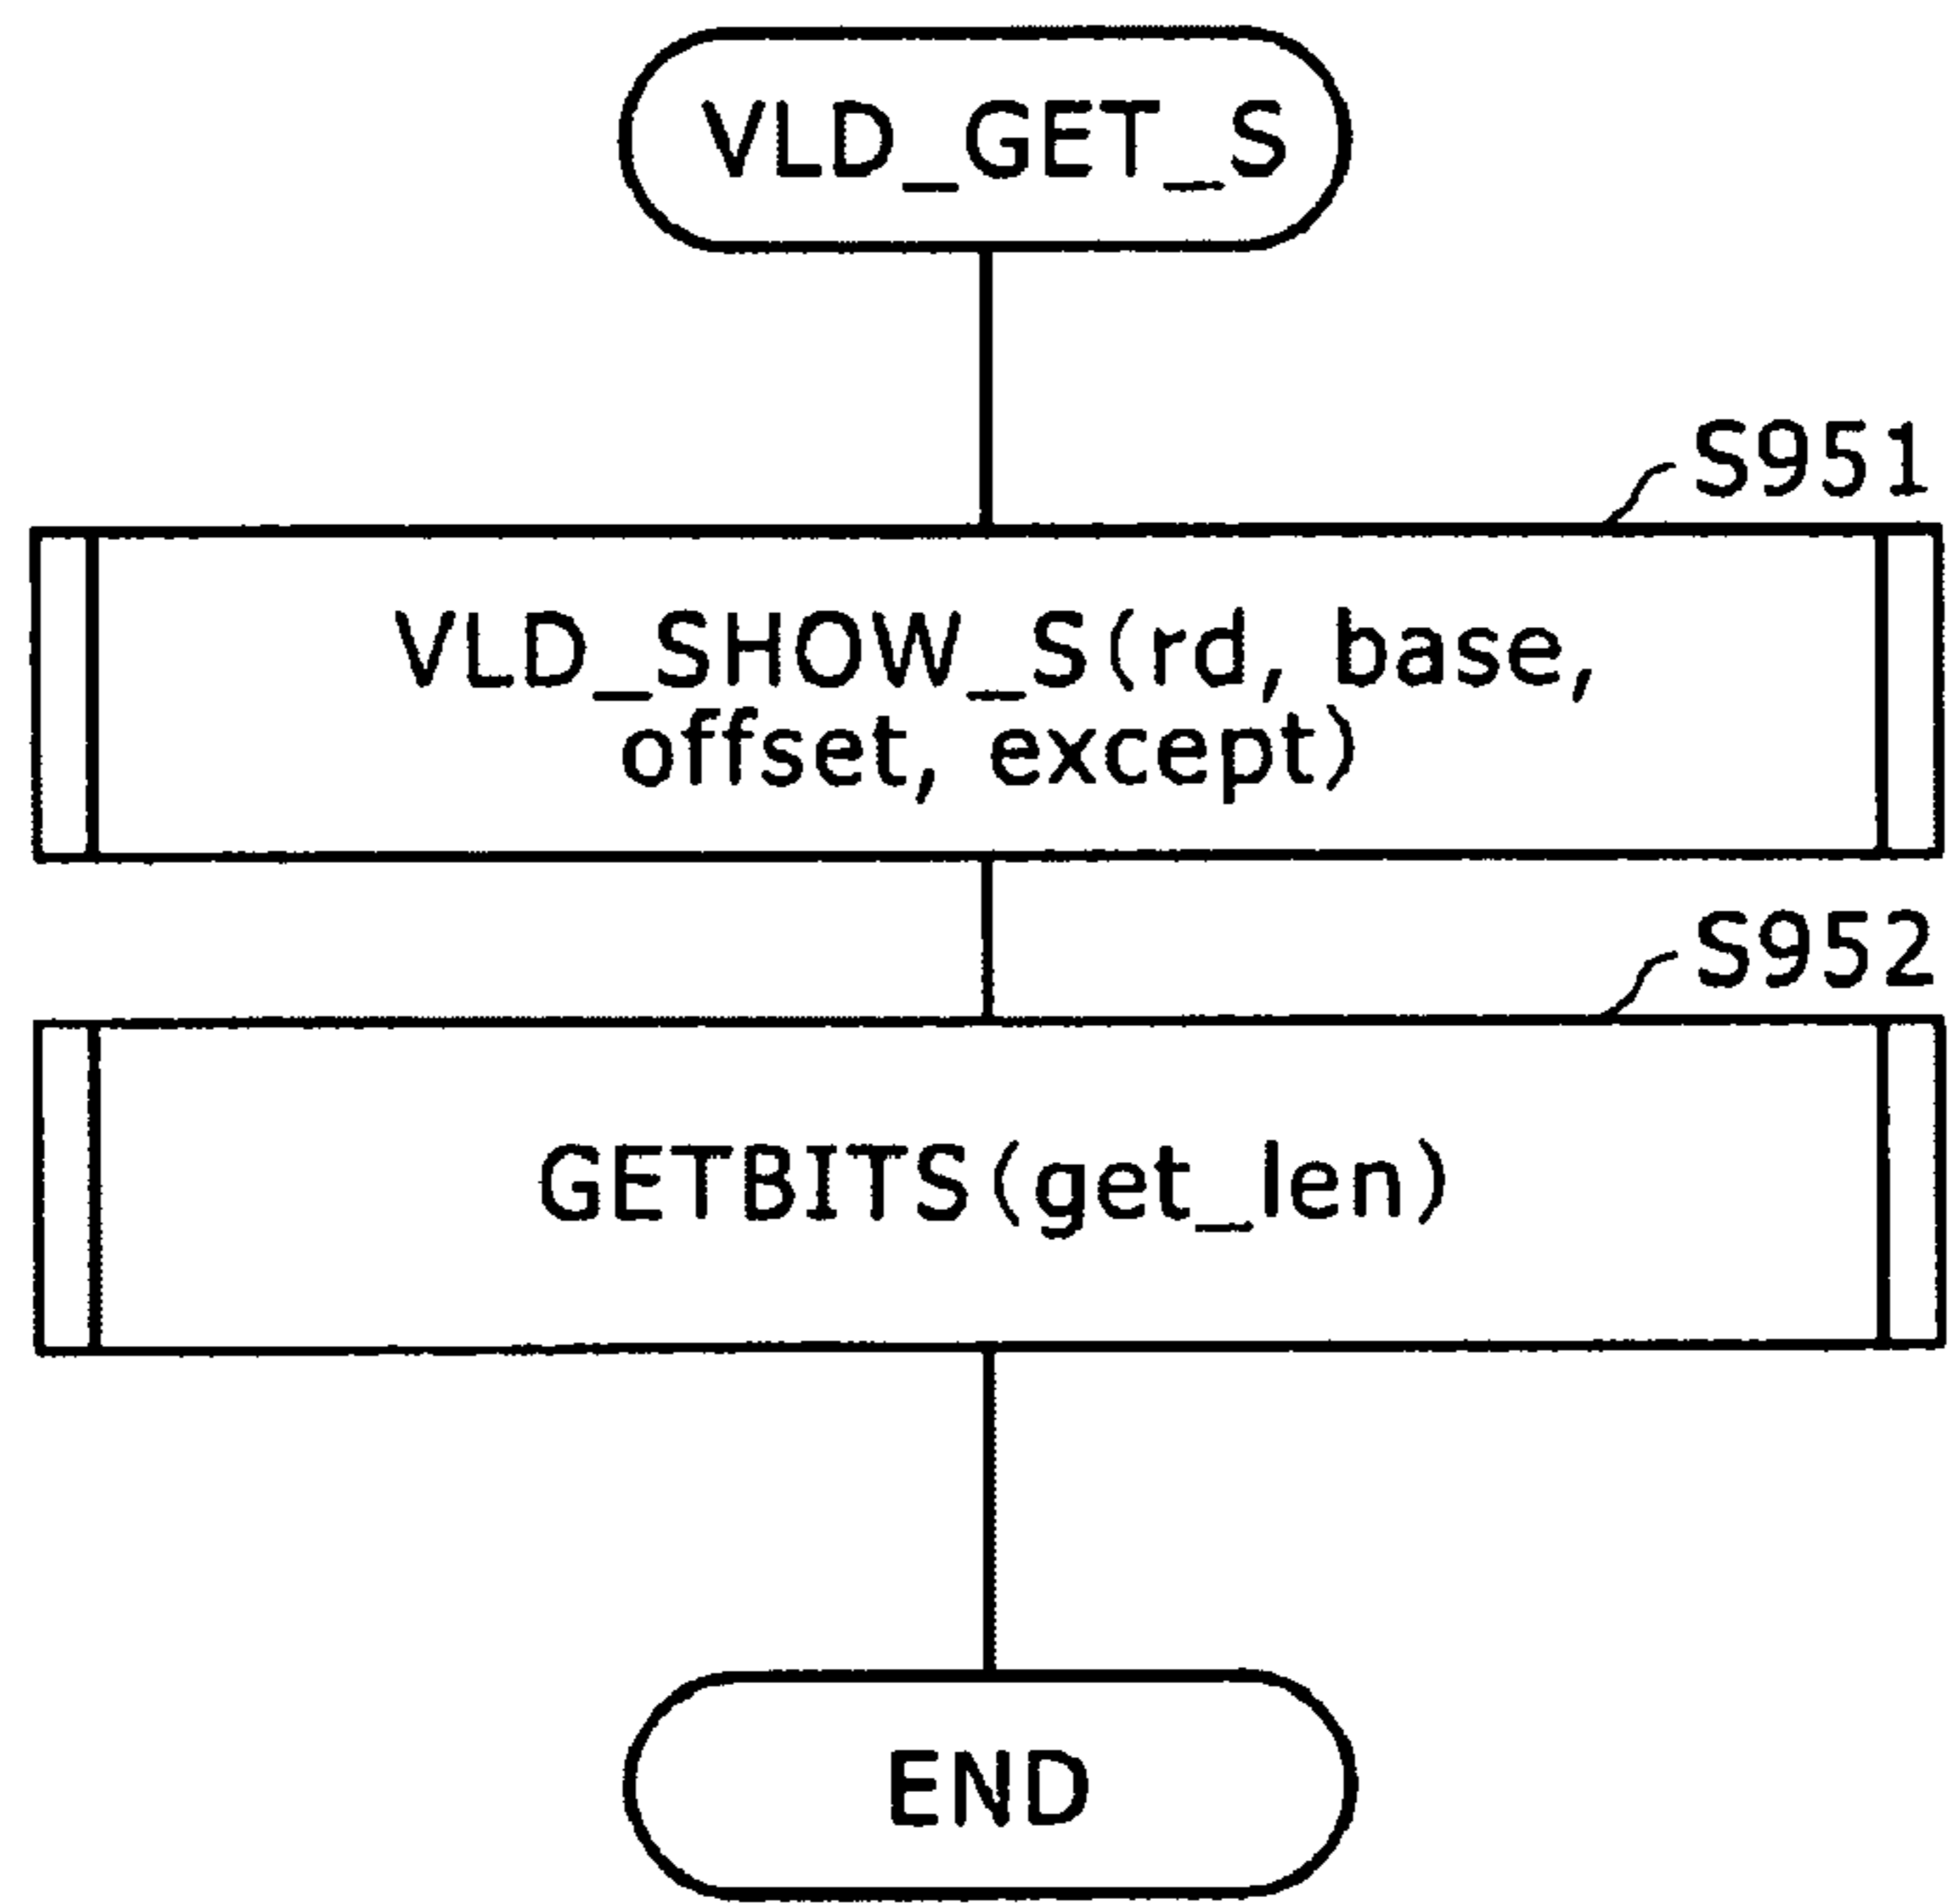 VLD_GET_S
S951
VLD_SHOW_S(rd, base,
offset, except)
S952
GETBITS(get_len)
END